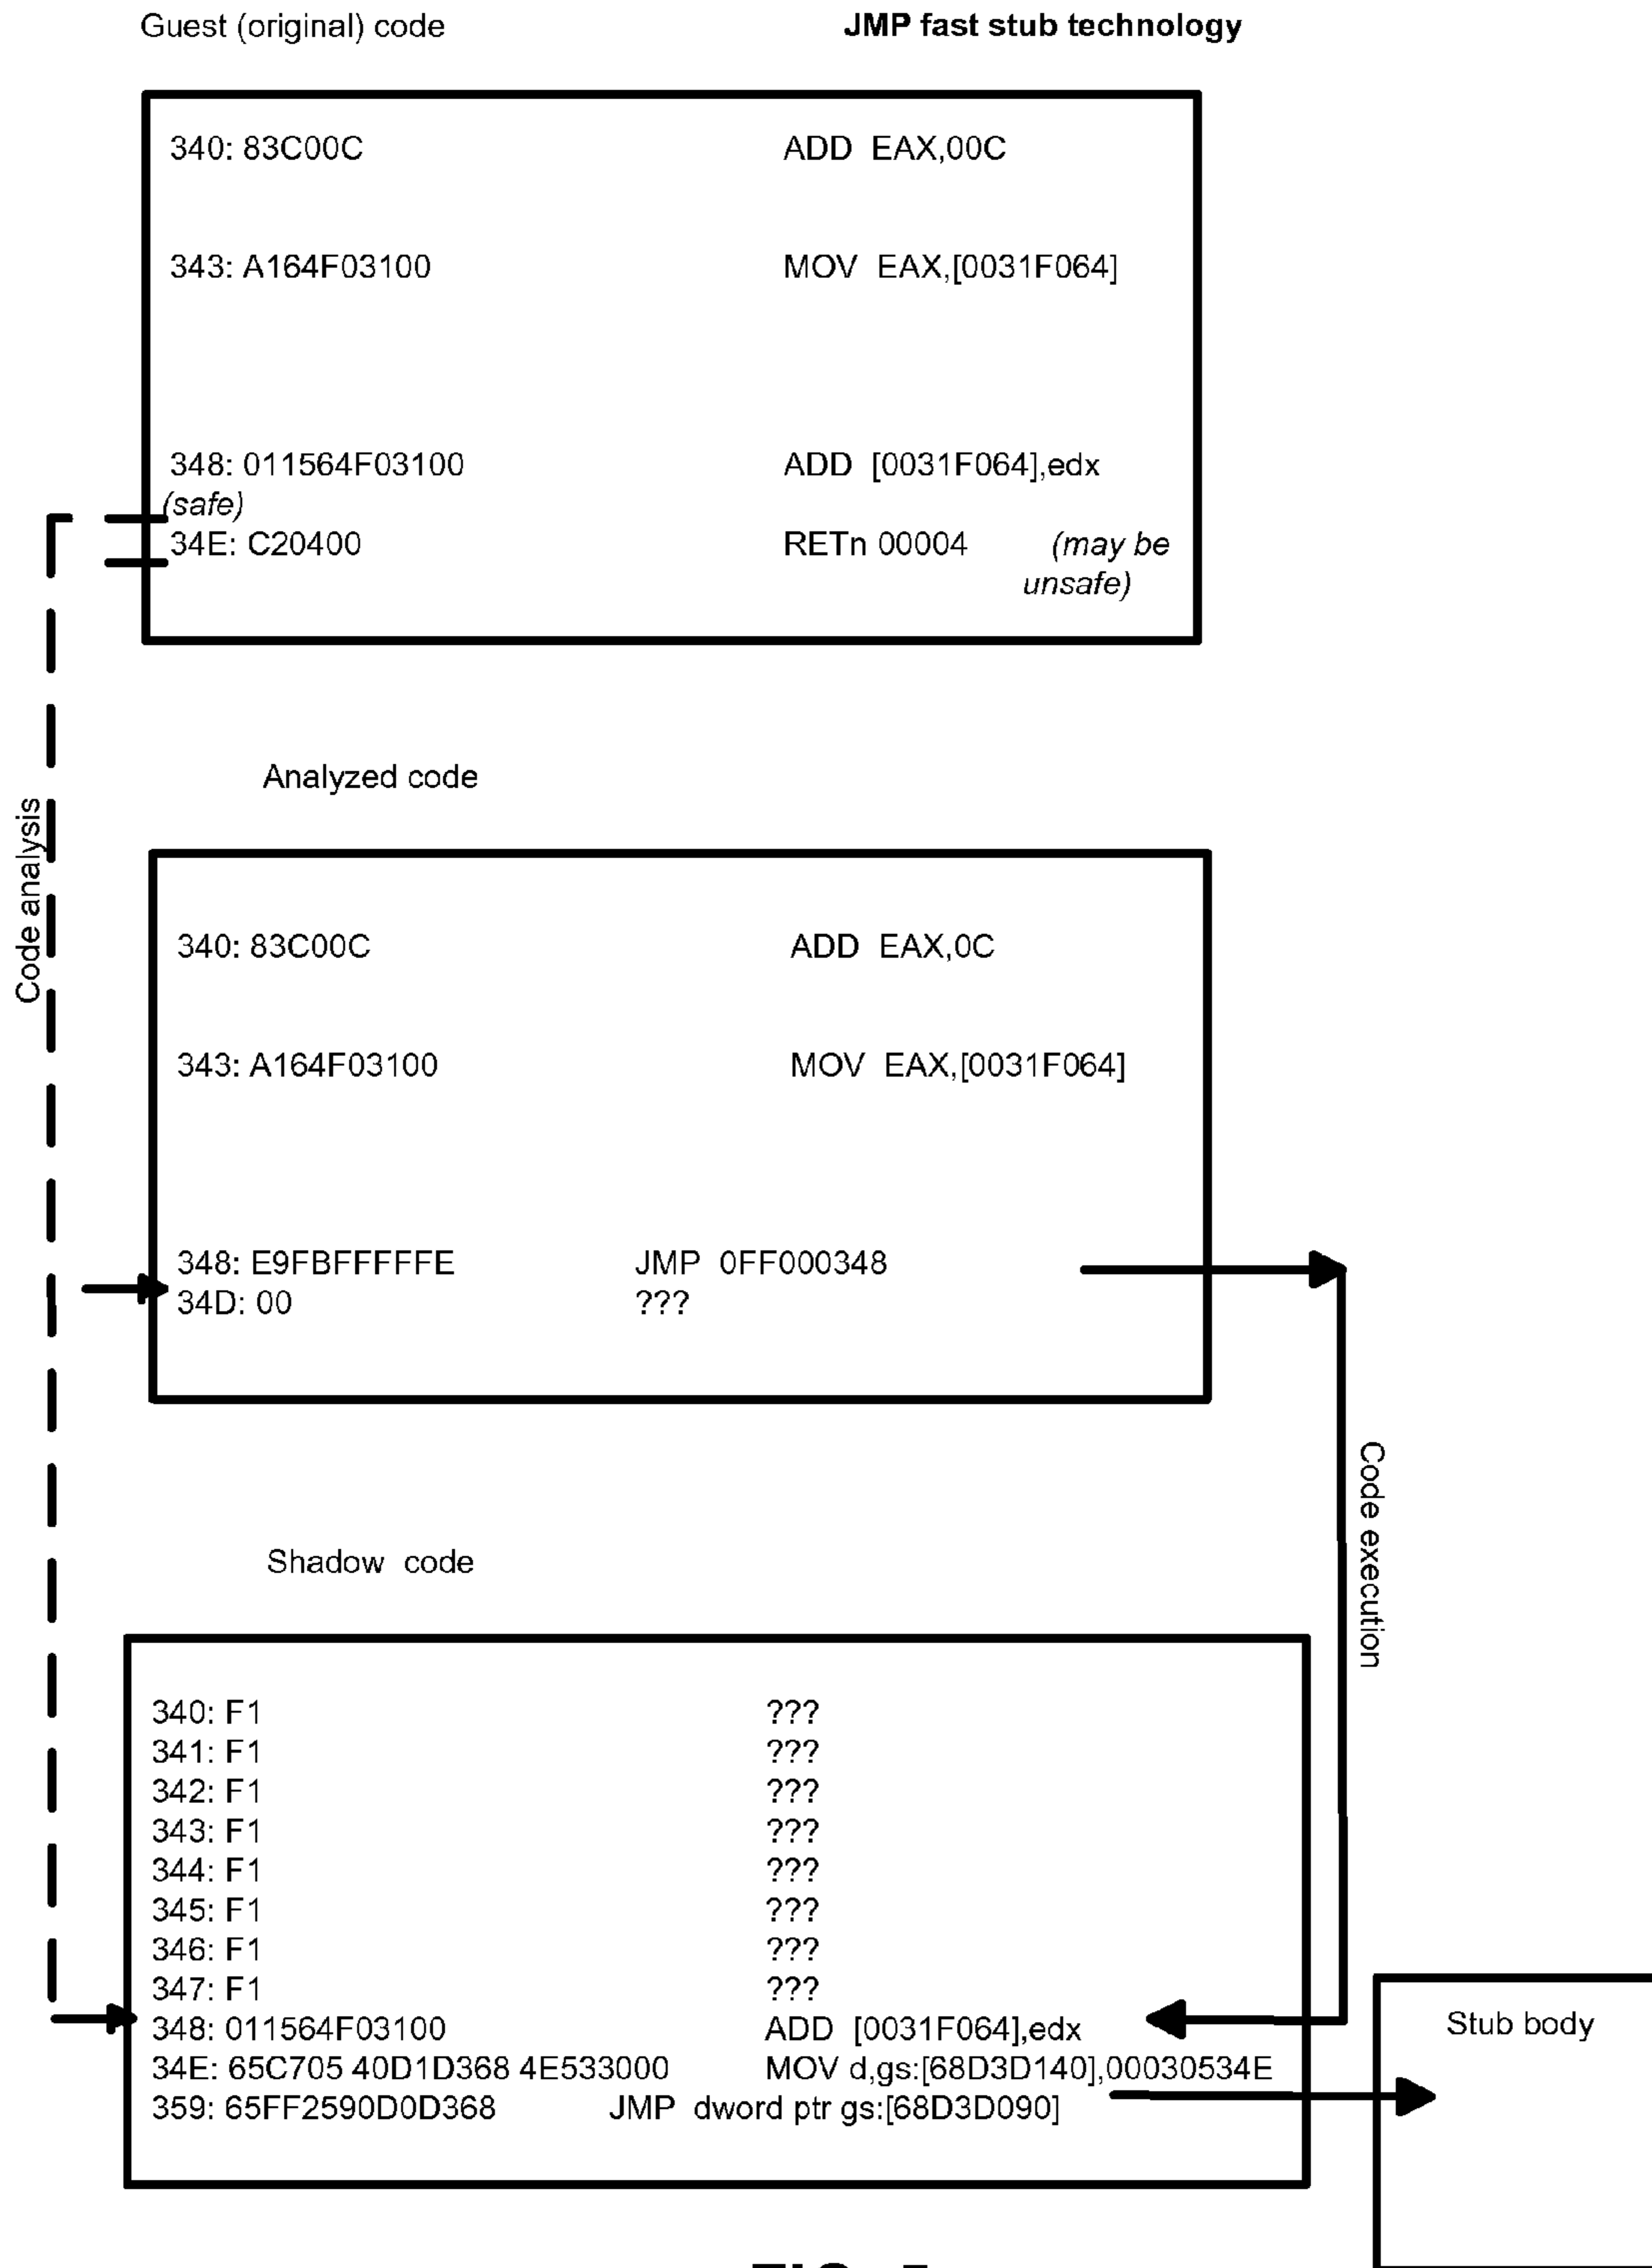 Guest (original) code JMP fast stub technology
340: 83C00C ADD EAX,00C
343: A164F03100 MOV EAX,[0031F064]
348: 011564F03100 ADD [0031F064],edx
(safe)
34E: C20400 RETn 00004 (may be
unsafe)
Code analysis
Analyzed code
340: 83C00C ADD EAX,0C
343: A164F03100 MOV EAX,[0031F064]
348: E9FBFFFFFE JMP 0FF000348
34D: 00 ???
Code execution
Shadow code
340: F1 ???
341: F1 ???
342: F1 ???
343: F1 ???
344: F1 ???
345: F1 ???
346: F1 ???
347: F1 ???
348: 011564F03100 ADD [0031F064],edx
34E: 65C705 40D1D368 4E533000 MOV d,gs:[68D3D140],00030534E
359: 65FF2590D0D368 JMP dword ptr gs:[68D3D090]
Stub body